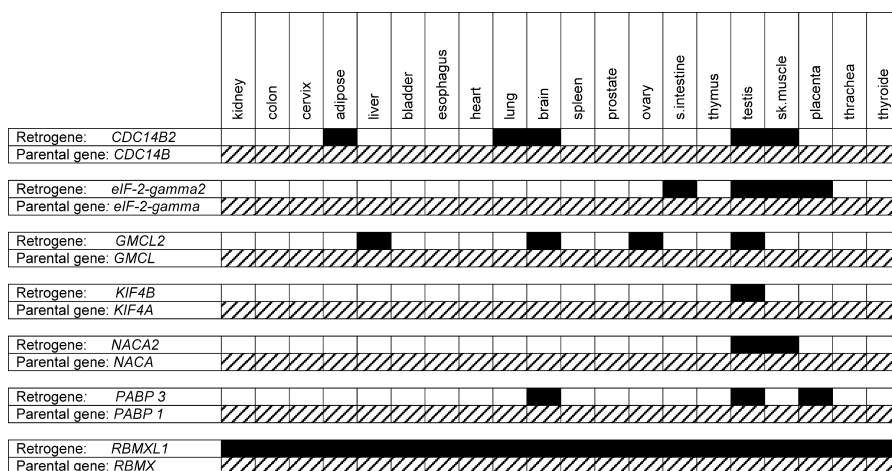 kidney
colon
cervix
adipose
liver
bladder
esophagus
heart
lung
brain
spleen
prostate
ovary
s.intestine
thymus
testis
sk.muscle
placenta
thrachea
thyroide
Retrogene: CDC14B2
Parental gene: CDC14B
Retrogene: eIF-2-gamma2
Parental gene: eIF-2-gamma
Retrogene: GMCL2
Parental gene: GMCL
Retrogene: KIF4B
Parental gene: KIF4A
Retrogene: NACA2
Parental gene: NACA
Retrogene: PABP 3
Parental gene: PABP 1
Retrogene: RBMXL1
Parental gene: RBMX